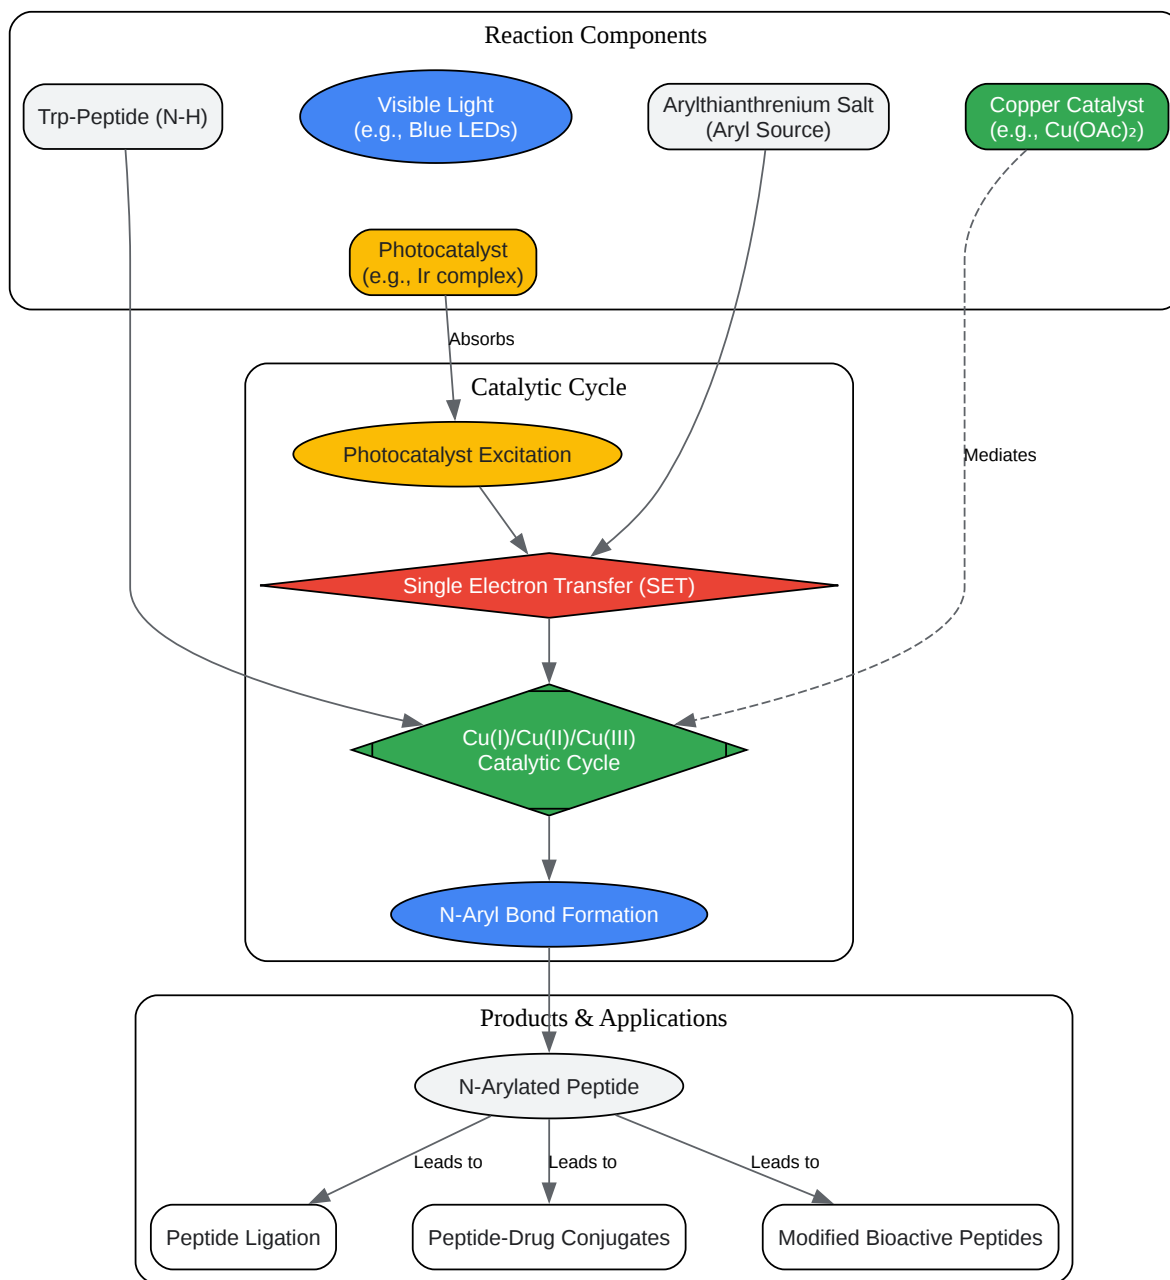 Reaction Components
Trp-Peptide (N-H)
Visible Light
(e.g., Blue LEDs)
Arylthianthrenium Salt
(Aryl Source)
Copper Catalyst
(e.g., Cu(OAc)₂)
Photocatalyst
(e.g., Ir complex)
Absorbs
Catalytic Cycle
Photocatalyst Excitation
Mediates
Single Electron Transfer (SET)
Cu(I)/Cu(II)/Cu(III)
Catalytic Cycle
N-Aryl Bond Formation
Products & Applications
N-Arylated Peptide
Leads to
Leads to
Leads to
Peptide Ligation
Peptide-Drug Conjugates
Modified Bioactive Peptides